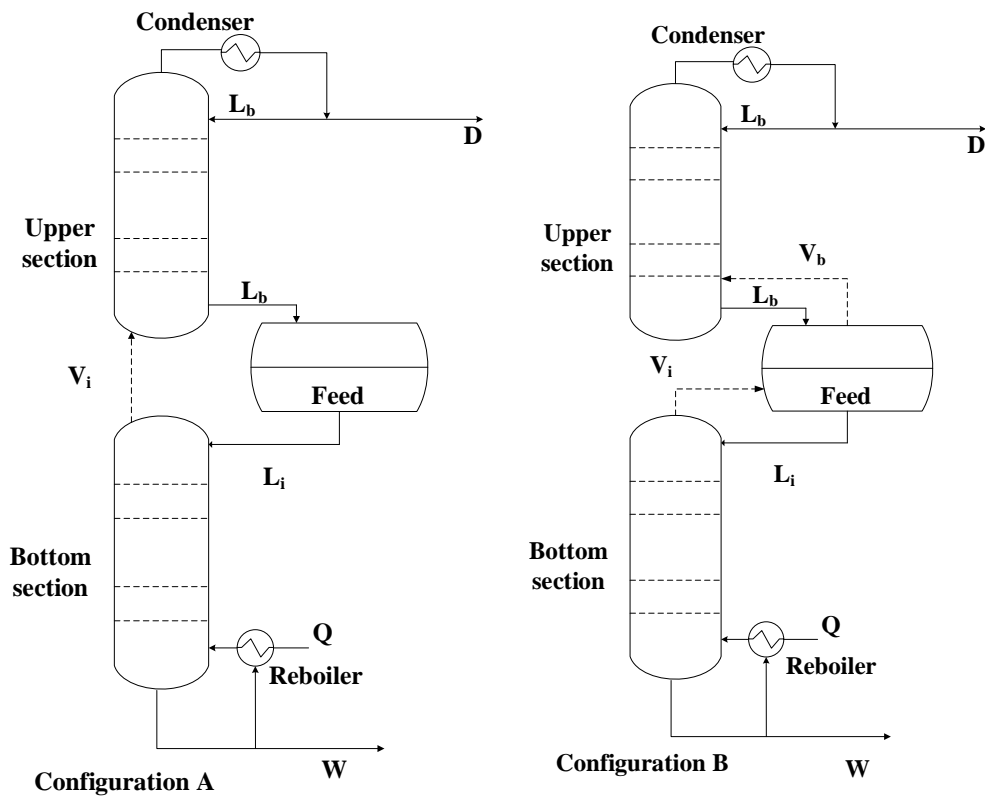 Condenser
L_b
D
Upper
section
L_b
V_i
Feed
L_i
Bottom
section
Q
Reboiler
W
Configuration A
Condenser
L_b
D
Upper
section
V_b
L_b
V_i
Feed
L_i
Bottom
section
Q
Reboiler
W
Configuration B